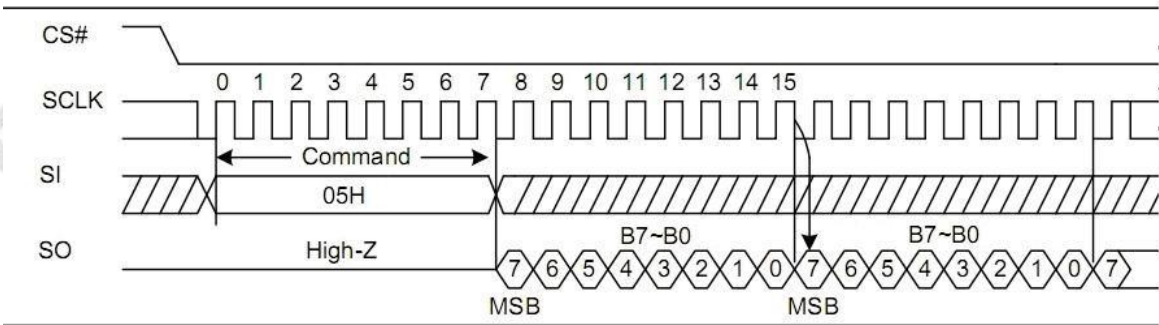 CS#
0 1 2 3 4 5 6 7 8 9 10 11 12 13 14 15
SCLK
Command
SI
05H
B7~B0 B7~B0
SO High-Z
7 6 5 4 3 2 1 0 7 6 5 4 3 2 1 0 7
MSB MSB